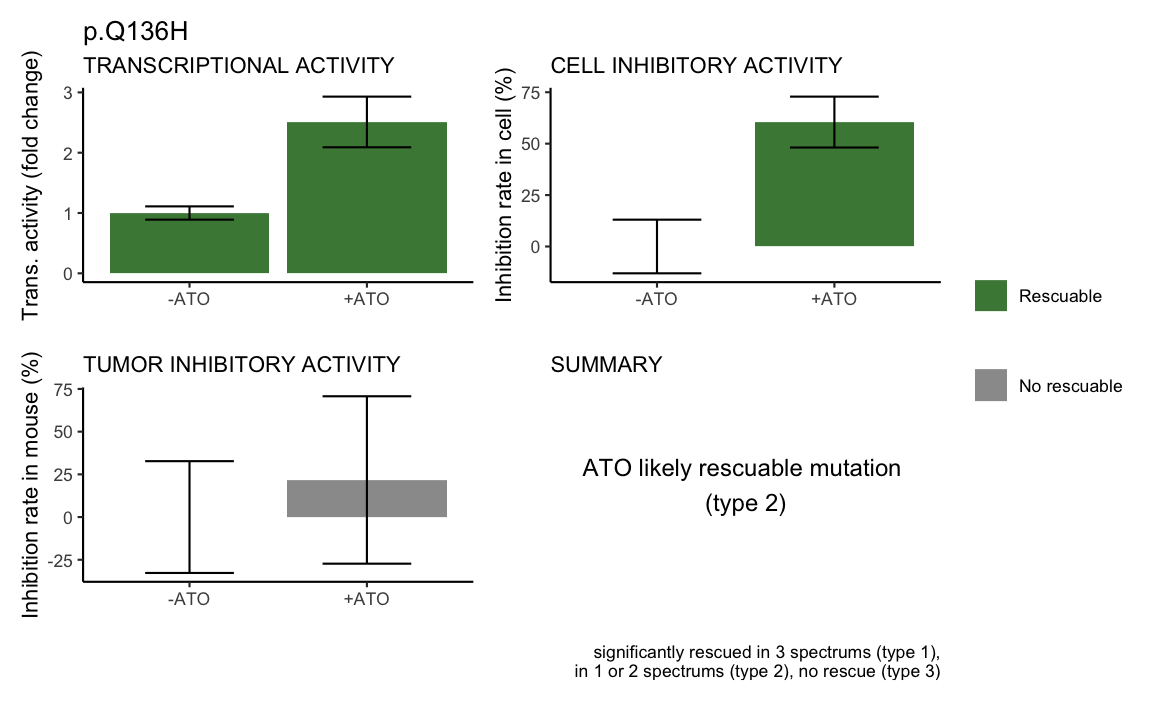 p.Q136H
TRANSCRIPTIONAL ACTIVITY
Trans. activity (fold change)
3
2
1
0
-ATO
+ATO
CELL INHIBITORY ACTIVITY
Inhibition rate in cell (%)
75
50
25
0
-ATO
+ATO
Rescuable
No rescuable
TUMOR INHIBITORY ACTIVITY
Inhibition rate in mouse (%)
75
50
25
0
-25
-ATO
+ATO
SUMMARY
ATO likely rescuable mutation
(type 2)
significantly rescued in 3 spectrums (type 1),
in 1 or 2 spectrums (type 2), no rescue (type 3)